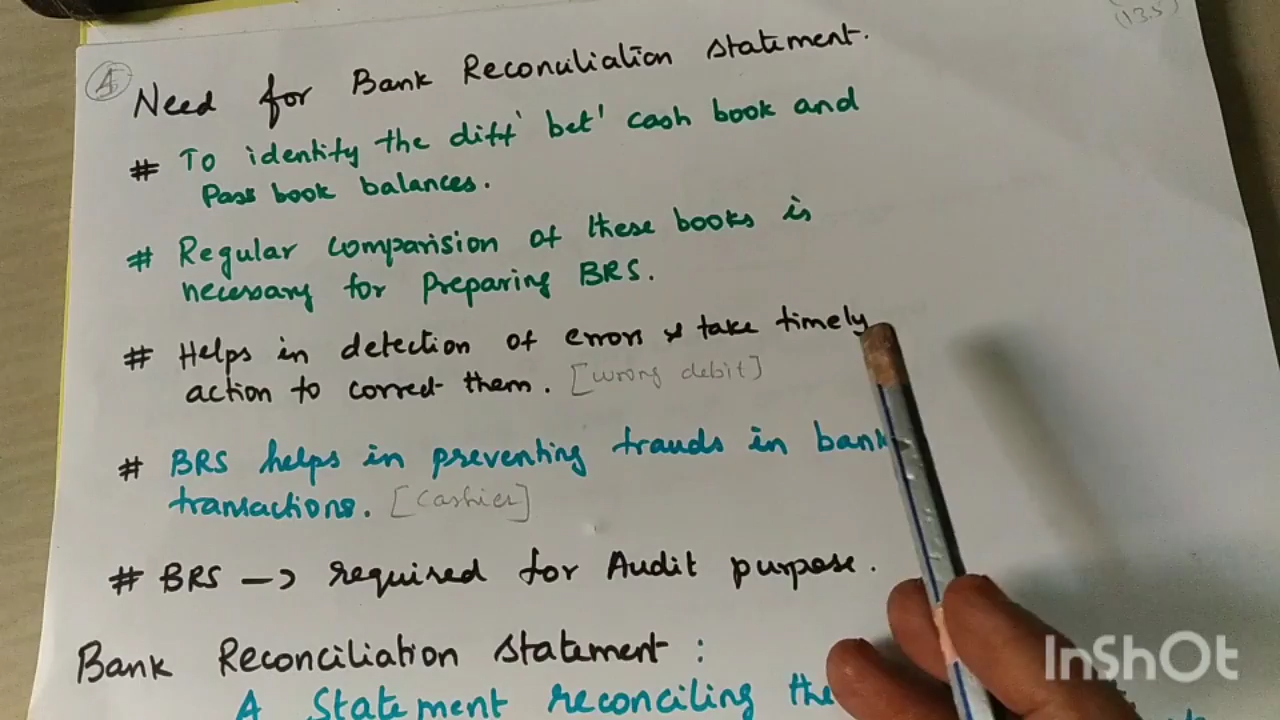 (13.5)
4 Need for Bank Reconciliation statement.
# To identify the diff' bet' cash book and
Pass book balances.
# Regular comparision of these books is
necessary for preparing BRS.
# Helps in detection of errors & take timely
action to correct them. [wrong debit]
# BRS helps in preventing frauds in bank
transactions. [cashier]
# BRS → required for Audit purpose.
Bank Reconciliation statement :
A statement reconciling the
InShOt